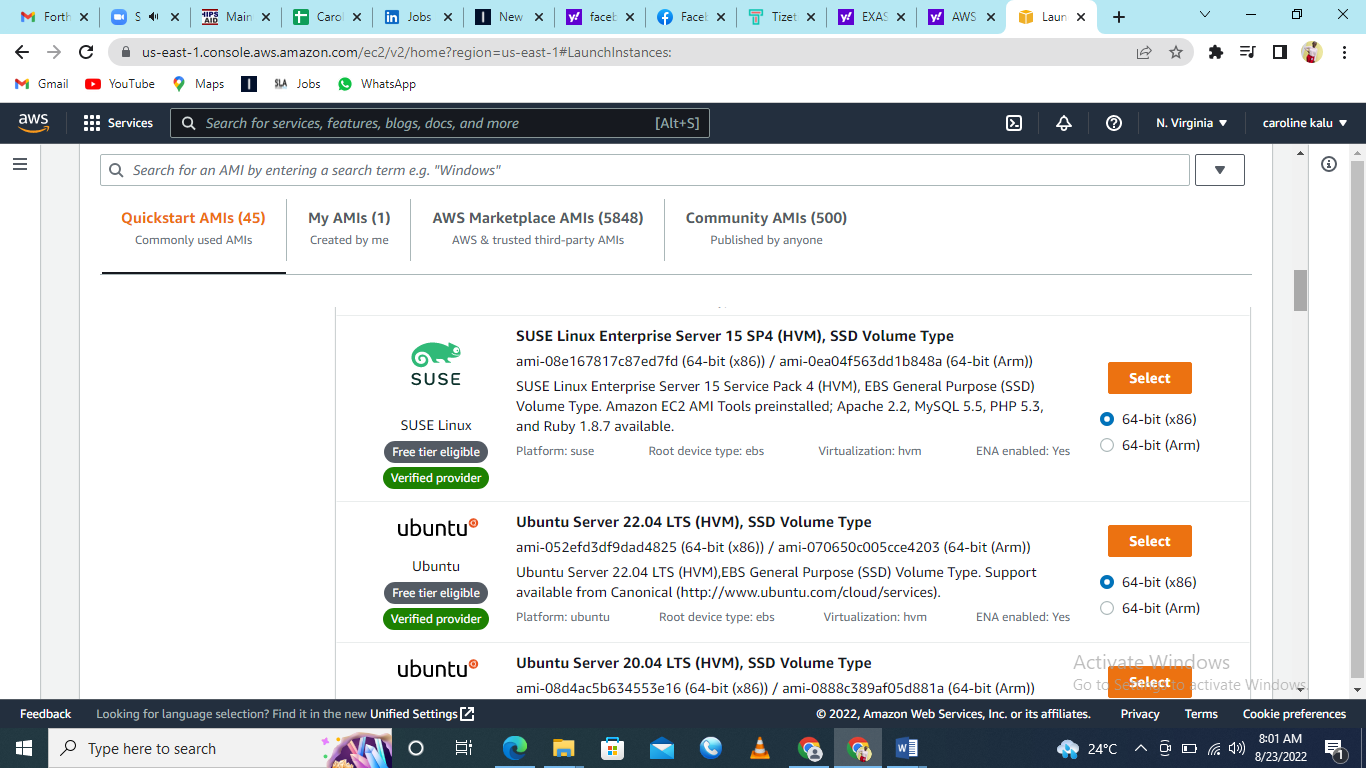 Forth
S
Main
Carol
Jobs
New
faceb
Faceb
Tizet
EXAS
AWS
Laun
us-east-1.console.aws.amazon.com/ec2/v2/home?region=us-east-1#LaunchInstances:
Gmail
YouTube
Maps
SLA
Jobs
WhatsApp
aws
Services
Search for services, features, blogs, docs, and more
[Alt+S]
N. Virginia
caroline kalu
Search for an AMI by entering a search term e.g. "Windows"
Quickstart AMIs (45)
My AMIs (1)
AWS Marketplace AMIs (5848)
Community AMIs (500)
Commonly used AMIs
Created by me
AWS & trusted third-party AMIs
Published by anyone
SUSE
SUSE Linux
Free tier eligible
Verified provider
SUSE Linux Enterprise Server 15 SP4 (HVM), SSD Volume Type
ami-08e167817c87ed7fd (64-bit (x86)) / ami-0ea04f563dd1b848a (64-bit (Arm))
SUSE Linux Enterprise Server 15 Service Pack 4 (HVM), EBS General Purpose (SSD)
Volume Type. Amazon EC2 AMI Tools preinstalled; Apache 2.2, MySQL 5.5, PHP 5.3,
and Ruby 1.8.7 available.
Platform: suse
Root device type: ebs
Virtualization: hvm
ENA enabled: Yes
Select
64-bit (x86)
64-bit (Arm)
ubuntu
Ubuntu
Free tier eligible
Verified provider
Ubuntu Server 22.04 LTS (HVM), SSD Volume Type
ami-052efd3df9dad4825 (64-bit (x86)) / ami-070650c005cce4203 (64-bit (Arm))
Ubuntu Server 22.04 LTS (HVM),EBS General Purpose (SSD) Volume Type. Support
available from Canonical (http://www.ubuntu.com/cloud/services).
Platform: ubuntu
Root device type: ebs
Virtualization: hvm
ENA enabled: Yes
Select
64-bit (x86)
64-bit (Arm)
ubuntu
Ubuntu Server 20.04 LTS (HVM), SSD Volume Type
ami-08d4ac5b634553e16 (64-bit (x86)) / ami-0888c389af05d881a (64-bit (Arm))
Select
Activate Windows
Go to Settings to activate Windows.
Feedback
Looking for language selection? Find it in the new Unified Settings
© 2022, Amazon Web Services, Inc. or its affiliates.
Privacy
Terms
Cookie preferences
Type here to search
24°C
8:01 AM
8/23/2022
1